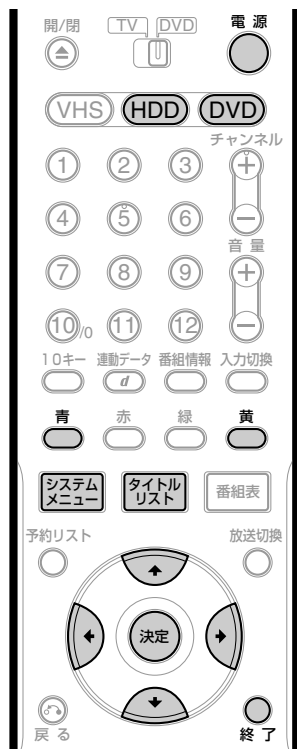 開/閉 TV DVD 電源
VHS HDD DVD
チャンネル
1 2 3 +
4 5 6 −
音量
7 8 9 +
10/0 11 12 −
10キー 連動データ 番組情報 入力切換
d
青 赤 緑 黄
システム
メニュー
タイトル
リスト
番組表
予約リスト 放送切換
決定
戻る 終了